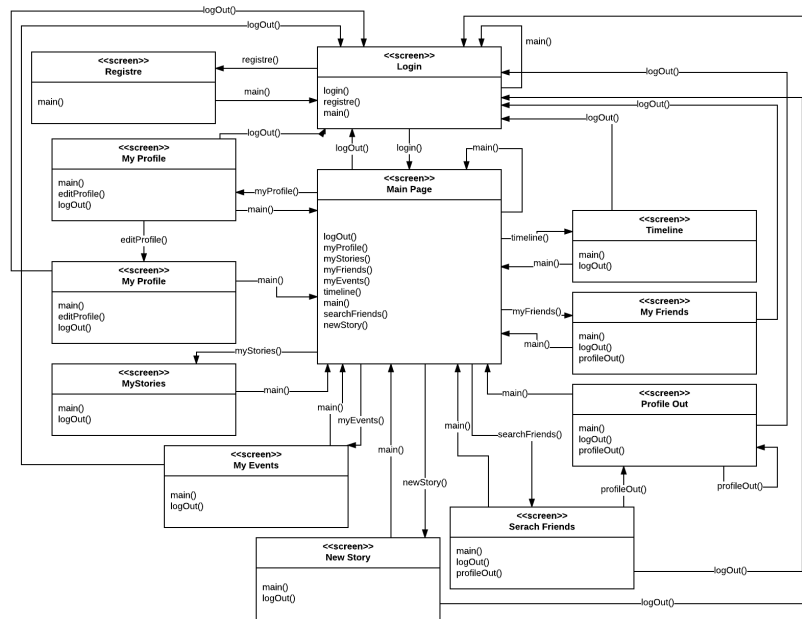 logOut()
logOut()
<<screen>>
Registre
main()
registre()
main()
<<screen>>
Login
login()
registre()
main()
main()
logOut()
logOut()
logOut()
logOut()
logOut()
login()
<<screen>>
My Profile
main()
editProfile()
logOut()
myProfile()
main()
editProfile()
<<screen>>
Main Page
logOut()
myProfile()
myStories()
myFriends()
myEvents()
timeline()
main()
searchFriends()
newStory()
main()
timeline()
main()
<<screen>>
Timeline
main()
logOut()
<<screen>>
My Profile
main()
editProfile()
logOut()
main()
myFriends()
main()
<<screen>>
My Friends
main()
logOut()
profileOut()
myStories()
<<screen>>
MyStories
main()
logOut()
main()
main()
myEvents()
main()
newStory()
main()
searchFriends()
main()
<<screen>>
Profile Out
main()
logOut()
profileOut()
profileOut()
profileOut()
<<screen>>
My Events
main()
logOut()
<<screen>>
Serach Friends
main()
logOut()
profileOut()
logOut()
<<screen>>
New Story
main()
logOut()
logOut()